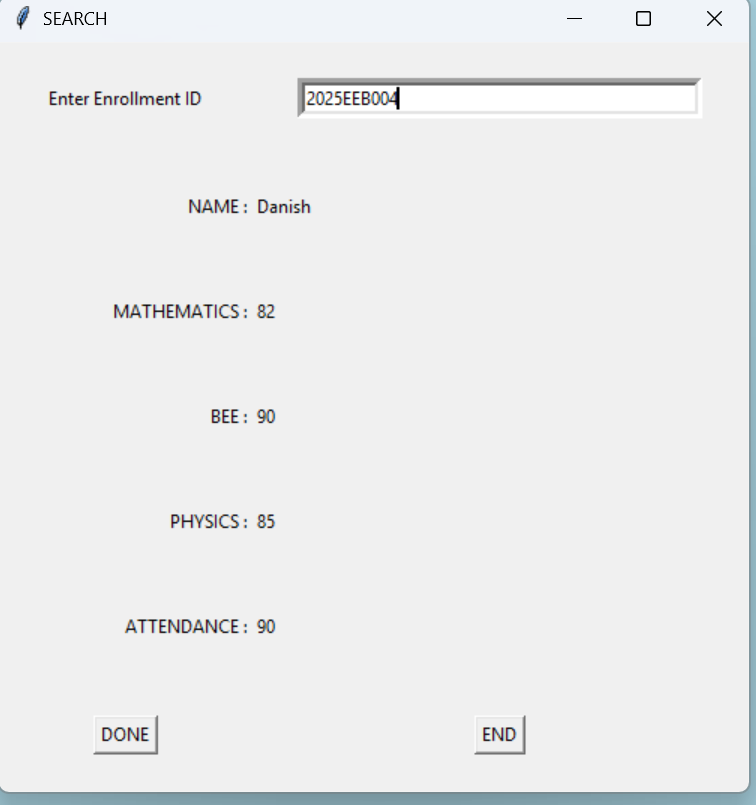 SEARCH
Enter Enrollment ID 2025EEB004
NAME : Danish
MATHEMATICS : 82
BEE : 90
PHYSICS : 85
ATTENDANCE : 90
DONE END